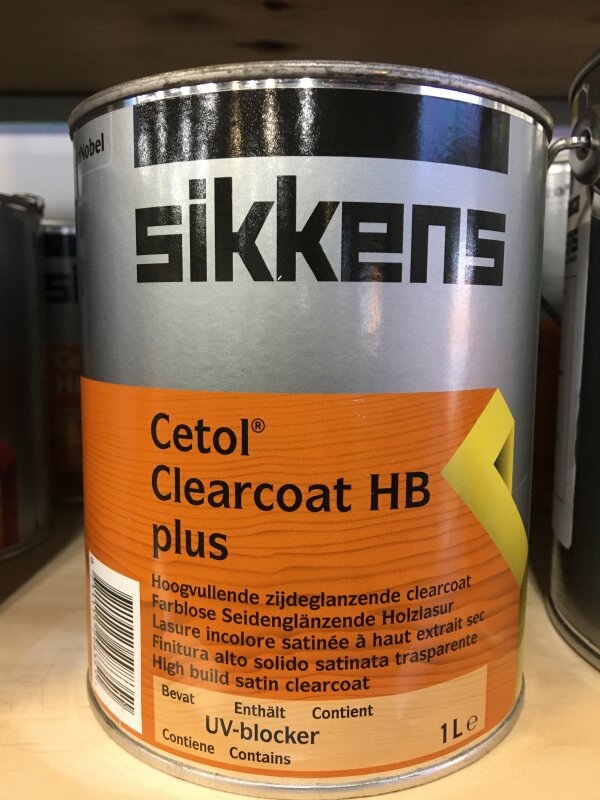 Nobel
sikkens
Cetol®
Clearcoat HB
plus
Hoogvullende zijdeglanzende clearcoat
Farblose Seidenglänzende Holzlasur
Lasure incolore satinée à haut extrait sec
Finitura alto solido satinata trasparente
High build satin clearcoat
Bevat Enthält Contient
UV-blocker
1L e
Contiene Contains